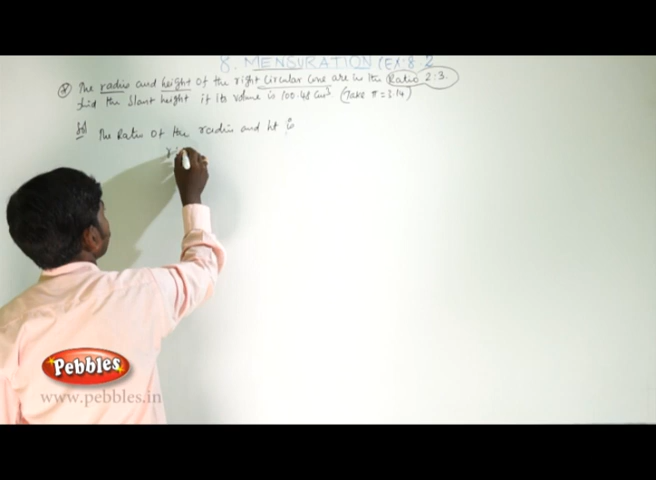 8. MENSURATION (EX-8.2
* The radius and height of the right circular cone are in the Ratio 2:3.
find the slant height if its volume is 100.48 cm³ (Take π = 3.14)
Sol The Ratio of the radius and ht is
r:
Pebbles
www.pebbles.in